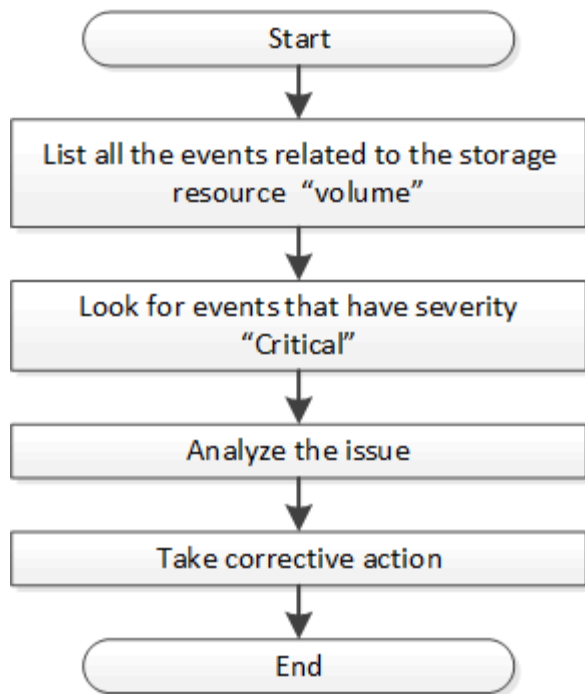 Start
List all the events related to the storage
resource “volume”
Look for events that have severity
“Critical”
Analyze the issue
Take corrective action
End